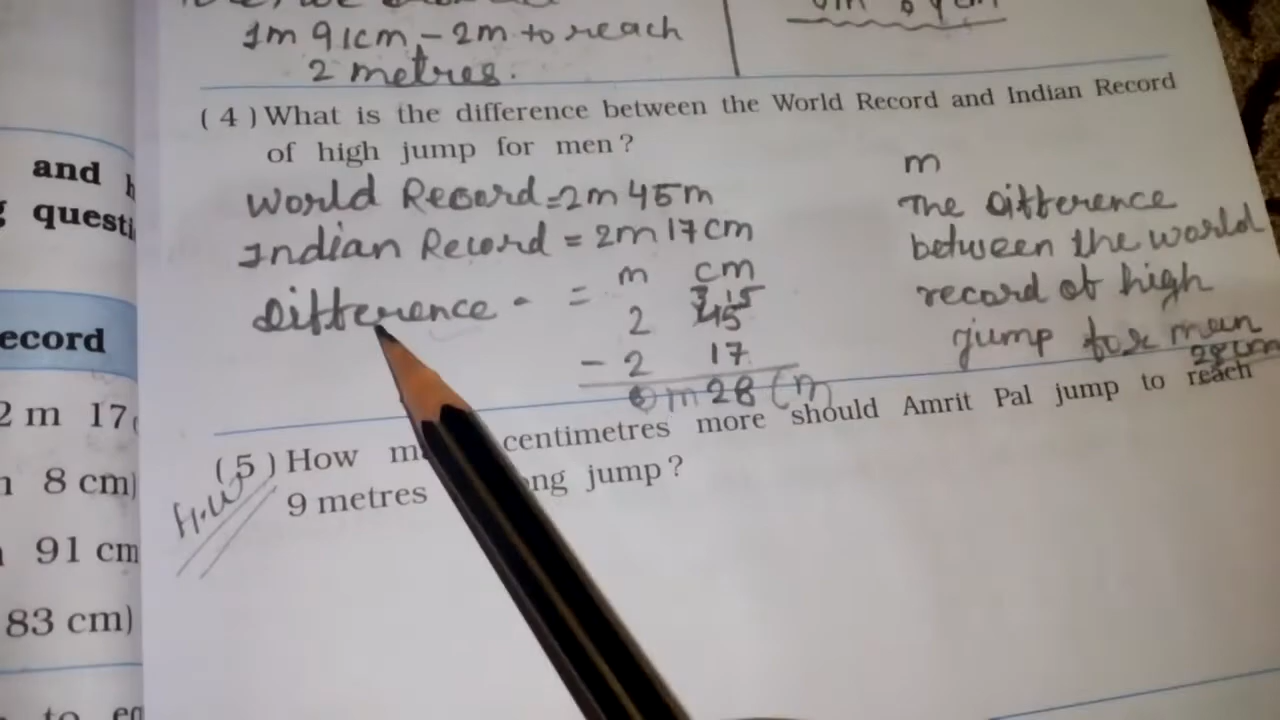 1m 91cm - 2m to reach
2 metres.
(4) What is the difference between the World Record and Indian Record
of high jump for men?
World Record = 2m 45m
Indian Record = 2m 17cm
Difference - = m cm
3 15
2 45
- 2 17
0 m 28 cm
m
The Difference
between the world
record of high
jump for men
28cm
(5) How centimetres more should Amrit Pal jump to reach
9 metres jump?
H.W
and
questi
ecord
2 m 17
8 cm)
91 cm
83 cm)
to